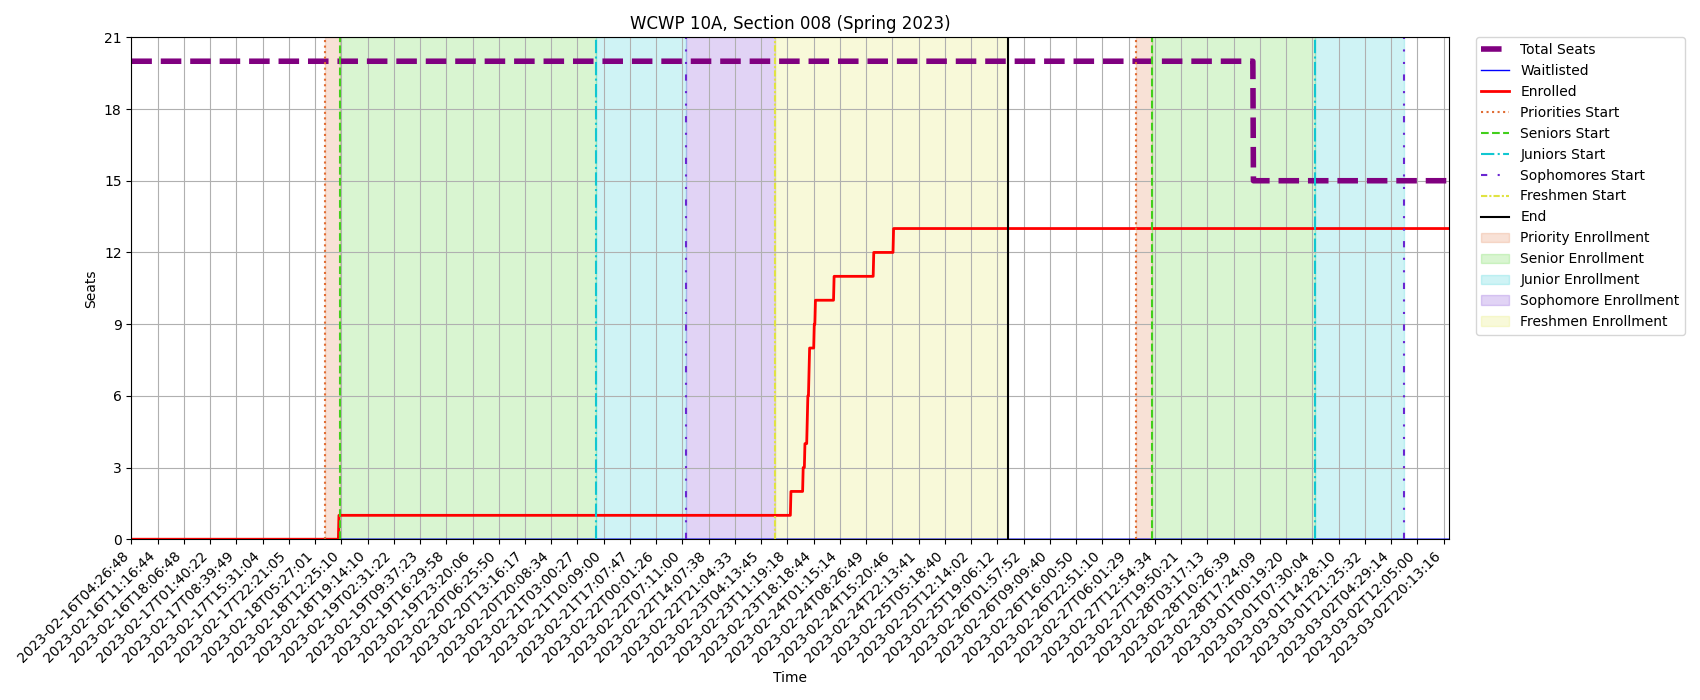 WCWP 10A, Section 008 (Spring 2023)
Seats
21
18
15
12
9
6
3
0
2023-02-16T04:26:48
2023-02-16T11:16:44
2023-02-16T18:06:48
2023-02-17T01:40:22
2023-02-17T08:39:49
2023-02-17T15:31:04
2023-02-17T22:21:05
2023-02-18T05:27:01
2023-02-18T12:25:10
2023-02-18T19:14:10
2023-02-19T02:31:22
2023-02-19T09:37:23
2023-02-19T16:29:58
2023-02-19T23:20:06
2023-02-20T06:25:50
2023-02-20T13:16:17
2023-02-20T20:08:34
2023-02-21T03:00:27
2023-02-21T10:09:00
2023-02-21T17:07:47
2023-02-22T00:01:26
2023-02-22T07:11:00
2023-02-22T14:07:38
2023-02-22T21:04:33
2023-02-23T04:13:45
2023-02-23T11:19:18
2023-02-23T18:18:44
2023-02-24T01:15:14
2023-02-24T08:26:49
2023-02-24T15:20:46
2023-02-24T22:13:41
2023-02-25T05:18:40
2023-02-25T12:14:02
2023-02-25T19:06:12
2023-02-26T01:57:52
2023-02-26T09:09:40
2023-02-26T16:00:50
2023-02-26T22:51:10
2023-02-27T06:01:29
2023-02-27T12:54:34
2023-02-27T19:50:21
2023-02-28T03:17:13
2023-02-28T10:26:39
2023-02-28T17:24:09
2023-03-01T00:19:20
2023-03-01T07:30:04
2023-03-01T14:28:10
2023-03-01T21:25:32
2023-03-02T04:29:14
2023-03-02T12:05:00
2023-03-02T20:13:16
Time
Total Seats
Waitlisted
Enrolled
Priorities Start
Seniors Start
Juniors Start
Sophomores Start
Freshmen Start
End
Priority Enrollment
Senior Enrollment
Junior Enrollment
Sophomore Enrollment
Freshmen Enrollment